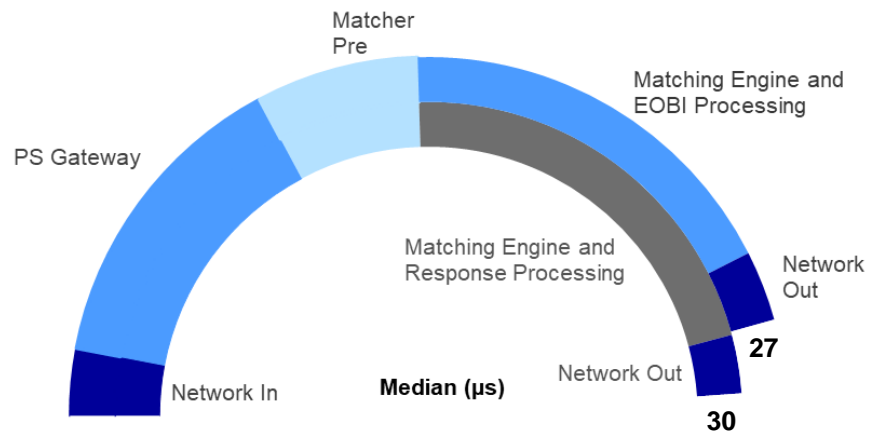 Matcher
Pre
Matching Engine and
EOBI Processing
PS Gateway
Matching Engine and
Response Processing
Network
Out
27
Network In
Median (µs)
Network Out
30